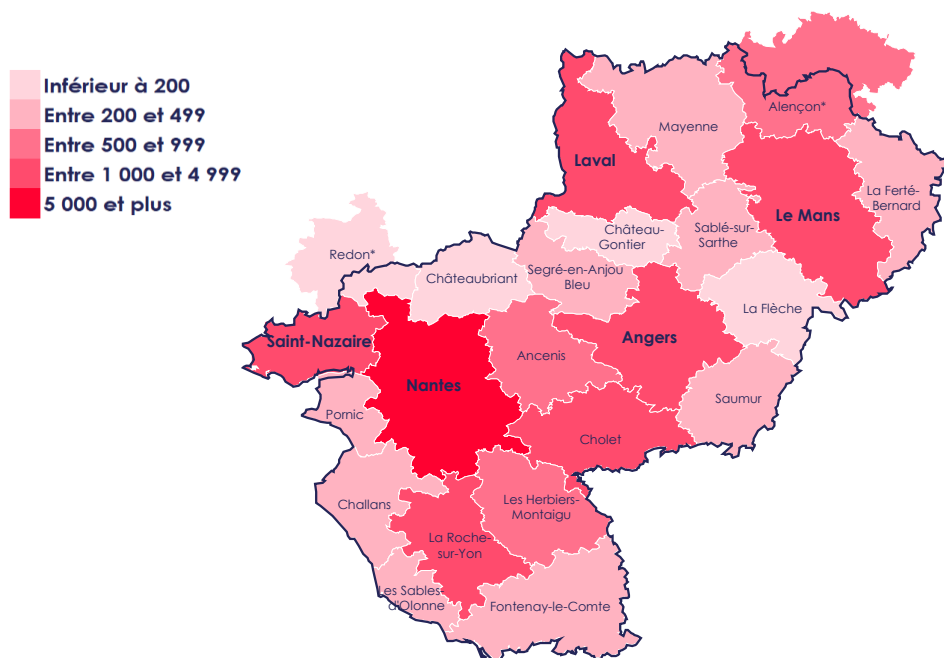 Inférieur à 200
Entre 200 et 499
Entre 500 et 999
Entre 1 000 et 4 999
5 000 et plus
Alençon*
Mayenne
Laval
La Ferté-
Bernard
Le Mans
Château-
Gontier
Sablé-sur-
Sarthe
Redon*
Châteaubriant
Segré-en-Anjou
Bleu
La Flèche
Saint-Nazaire
Angers
Ancenis
Nantes
Saumur
Pornic
Cholet
Challans
Les Herbiers-
Montaigu
La Roche-
sur-Yon
Les Sables-
d'Olonne
Fontenay-le-Comte